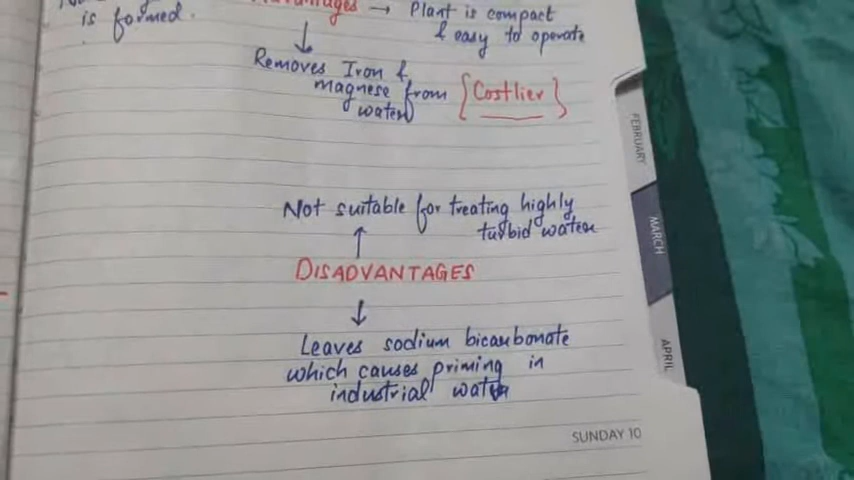 is formed.
→ Plant is compact
& easy to operate
↓
Removes Iron &
magnese from
water
{Costlier}
Not suitable for treating highly
turbid water
↑
DISADVANTAGES
↓
Leaves sodium bicarbonate
which causes priming in
industrial water
SUNDAY 10
FEBRUARY
MARCH
APRIL